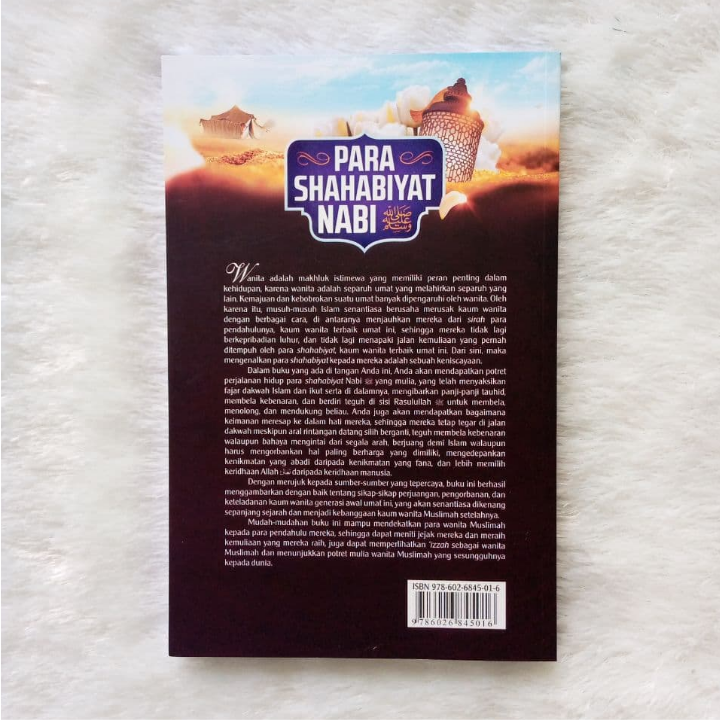 PARA
SHAHABIYAT
NABI ﷺ
Wanita adalah makhluk istimewa yang memiliki peran penting dalam
kehidupan, karena wanita adalah separuh umat yang melahirkan separuh yang
lain. Kemajuan dan kebobrokan suatu umat banyak dipengaruhi oleh wanita. Oleh
karena itu, musuh-musuh Islam senantiasa berusaha merusak kaum wanita
dengan berbagai cara, di antaranya menjauhkan mereka dari sirah para
pendahulunya, kaum wanita terbaik umat ini, sehingga mereka tidak lagi
berkepribadian luhur, dan tidak lagi menapaki jalan kemuliaan yang pernah
ditempuh oleh para shahabiyat, kaum wanita terbaik umat ini. Dari sini, maka
mengenalkan para shahabiyat kepada mereka adalah sebuah keniscayaan.
Dalam buku yang ada di tangan Anda ini, Anda akan mendapatkan potret
perjalanan hidup para shahabiyat Nabi ﷺ yang mulia, yang telah menyaksikan
fajar dakwah Islam dan ikut serta di dalamnya, mengibarkan panji-panji tauhid,
membela kebenaran, dan berdiri teguh di sisi Rasulullah ﷺ untuk membela,
menolong, dan mendukung beliau. Anda juga akan mendapatkan bagaimana
keimanan meresap ke dalam hati mereka, sehingga mereka tetap tegar di jalan
dakwah meskipun aral rintangan datang silih berganti, teguh membela kebenaran
walaupun bahaya mengintai dari segala arah, berjuang demi Islam walaupun
harus mengorbankan hal paling berharga yang dimiliki, mengedepankan
kenikmatan yang abadi daripada kenikmatan yang fana, dan lebih memilih
keridhaan Allah daripada keridhaan manusia.
Dengan merujuk kepada sumber-sumber yang tepercaya, buku ini berhasil
menggambarkan dengan baik tentang sikap-sikap perjuangan, pengorbanan, dan
keteladanan kaum wanita generasi awal umat ini, yang akan senantiasa dikenang
sepanjang sejarah dan menjadi kebanggaan kaum wanita Muslimah setelahnya.
Mudah-mudahan buku ini mampu mendekatkan para wanita Muslimah
kepada para pendahulu mereka, sehingga dapat meniti jejak mereka dan meraih
kemuliaan yang mereka raih, juga dapat memperlihatkan 'izzah sebagai wanita
Muslimah dan menunjukkan potret mulia wanita Muslimah yang sesungguhnya
kepada dunia.
ISBN 978-602-6845-01-6
9 786026 845016